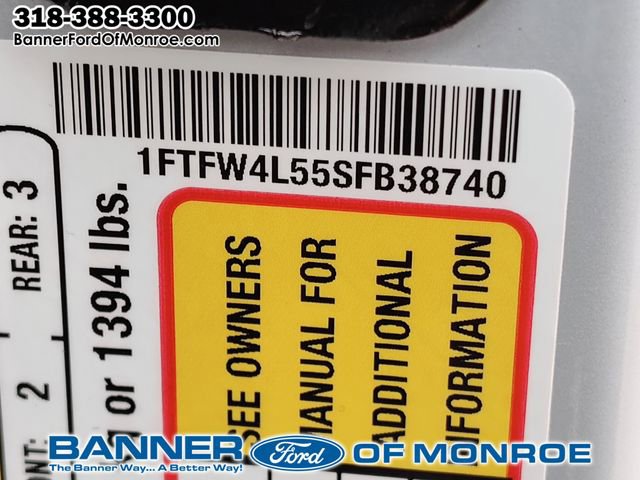 318-388-3300
BannerFordOfMonroe.com
1FTFW4L55SFB38740
REAR: 3
2
or 1394 lbs.
SEE OWNERS
MANUAL FOR
ADDITIONAL
INFORMATION
BANNER Ford OF MONROE
The Banner Way... A Better Way!